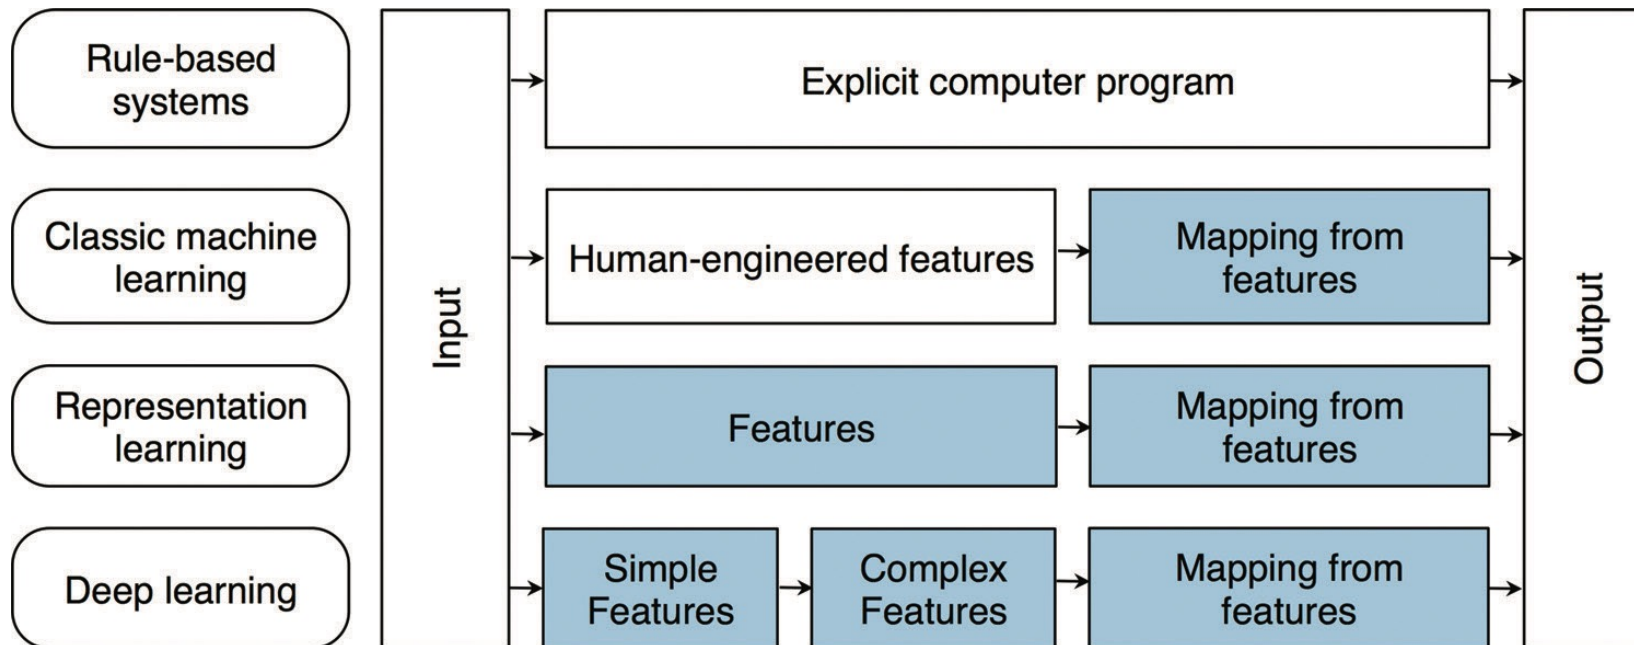 Rule-based
systems
Input
Explicit computer program
Output
Classic machine
learning
Human-engineered features
Mapping from
features
Representation
learning
Features
Mapping from
features
Deep learning
Simple
Features
Complex
Features
Mapping from
features